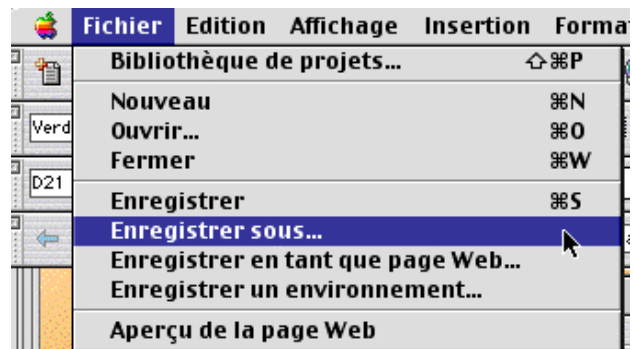 Fichier Edition Affichage Insertion Forma
Bibliothèque de projets... ⇧⌘P
Nouveau ⌘N
Ouvrir... ⌘O
Fermer ⌘W
Verd
D21
Enregistrer ⌘S
Enregistrer sous...
Enregistrer en tant que page Web...
Enregistrer un environnement...
Aperçu de la page Web